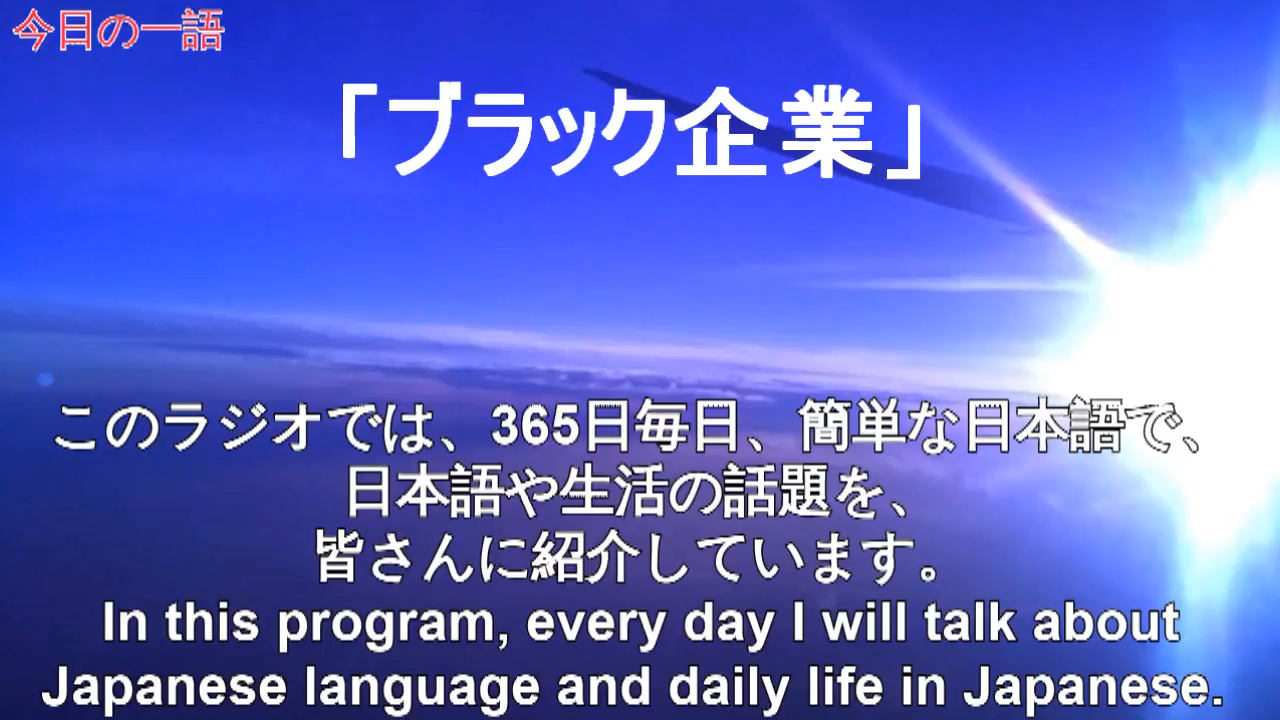 今日の一語
「ブラック企業」
このラジオでは、365日毎日、簡単な日本語で、
日本語や生活の話題を、
皆さんに紹介しています。
In this program, every day I will talk about
Japanese language and daily life in Japanese.